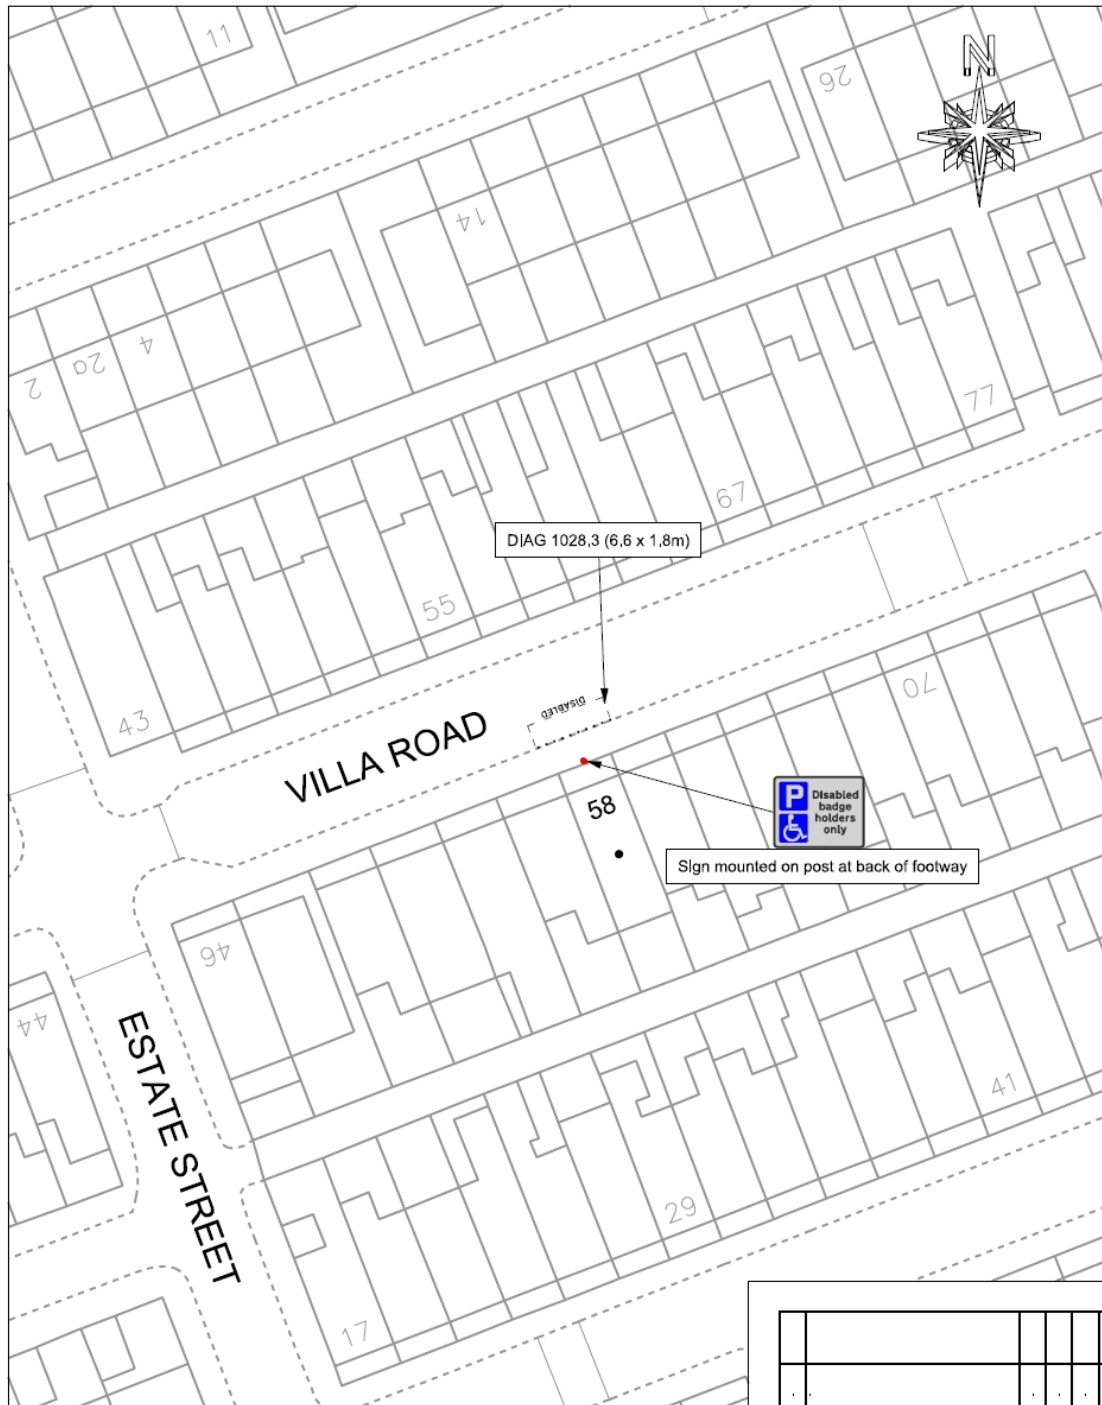 11
N
26
14
4
2a
2
77
67
DIAG 1028,3 (6,6 x 1,8m)
55
70
DISABLED
43
VILLA ROAD
P Disabled
badge
holders
only
58
Sign mounted on post at back of footway
46
44
ESTATE STREET
41
29
17